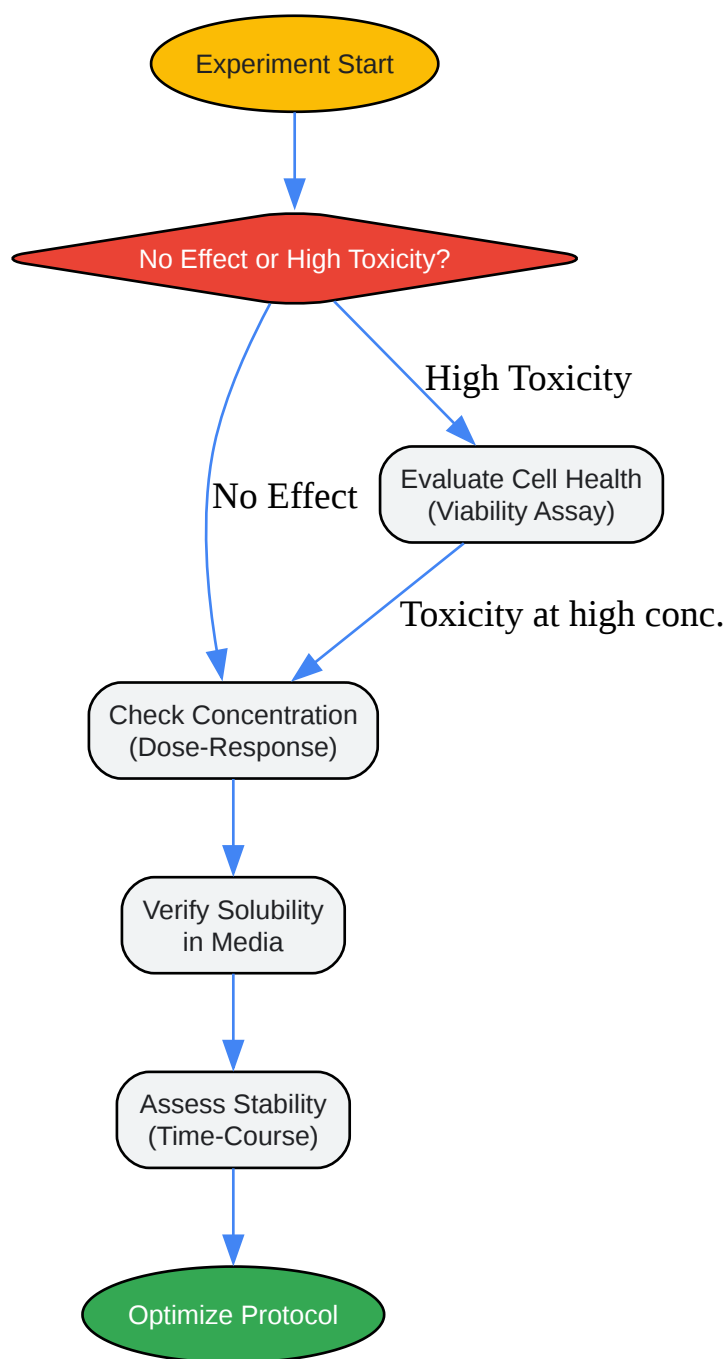 Experiment Start
No Effect or High Toxicity?
High Toxicity
Evaluate Cell Health
(Viability Assay)
No Effect
Toxicity at high conc.
Check Concentration
(Dose-Response)
Verify Solubility
in Media
Assess Stability
(Time-Course)
Optimize Protocol